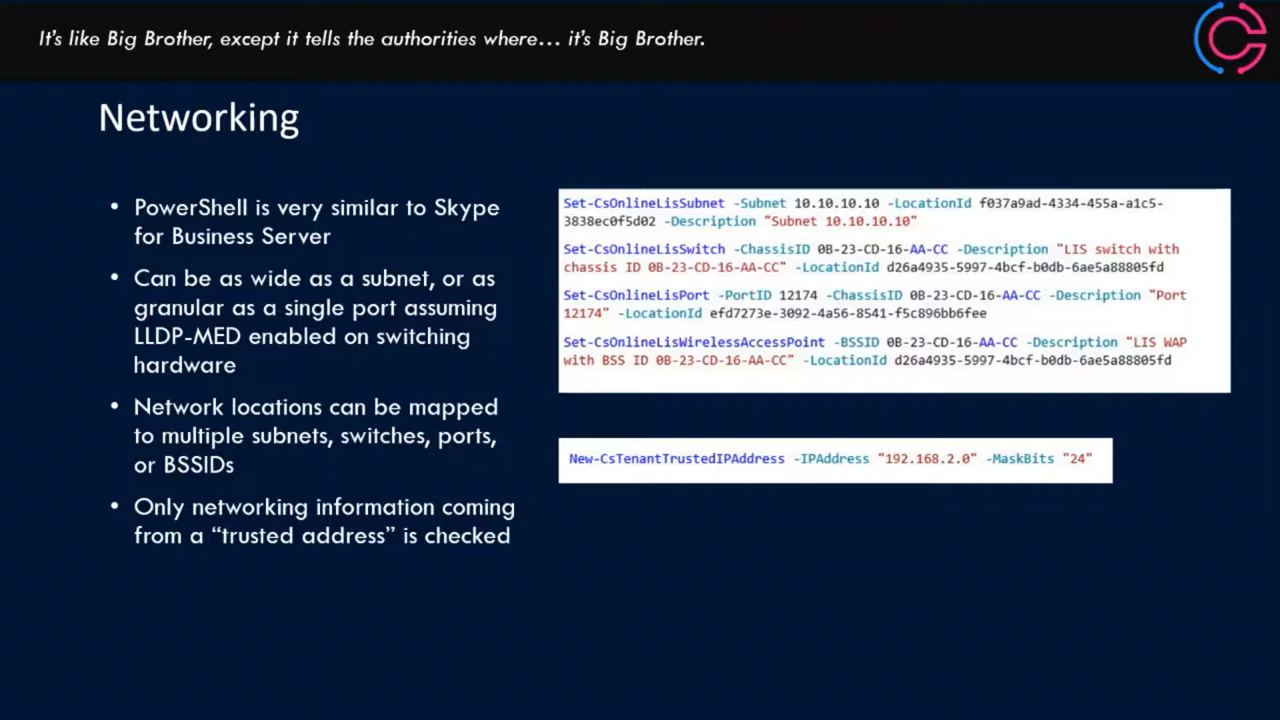 It's like Big Brother, except it tells the authorities where… it's Big Brother.
Networking
• PowerShell is very similar to Skype
for Business Server
• Can be as wide as a subnet, or as
granular as a single port assuming
LLDP-MED enabled on switching
hardware
• Network locations can be mapped
to multiple subnets, switches, ports,
or BSSIDs
• Only networking information coming
from a “trusted address” is checked
Set-CsOnlineLisSubnet -Subnet 10.10.10.10 -LocationId f037a9ad-4334-455a-a1c5-
3838ec0f5d02 -Description "Subnet 10.10.10.10"
Set-CsOnlineLisSwitch -ChassisID 0B-23-CD-16-AA-CC -Description "LIS switch with
chassis ID 0B-23-CD-16-AA-CC" -LocationId d26a4935-5997-4bcf-b0db-6ae5a88805fd
Set-CsOnlineLisPort -PortID 12174 -ChassisID 0B-23-CD-16-AA-CC -Description "Port
12174" -LocationId efd7273e-3092-4a56-8541-f5c896bb6fee
Set-CsOnlineLisWirelessAccessPoint -BSSID 0B-23-CD-16-AA-CC -Description "LIS WAP
with BSS ID 0B-23-CD-16-AA-CC" -LocationId d26a4935-5997-4bcf-b0db-6ae5a88805fd
New-CsTenantTrustedIPAddress -IPAddress "192.168.2.0" -MaskBits "24"